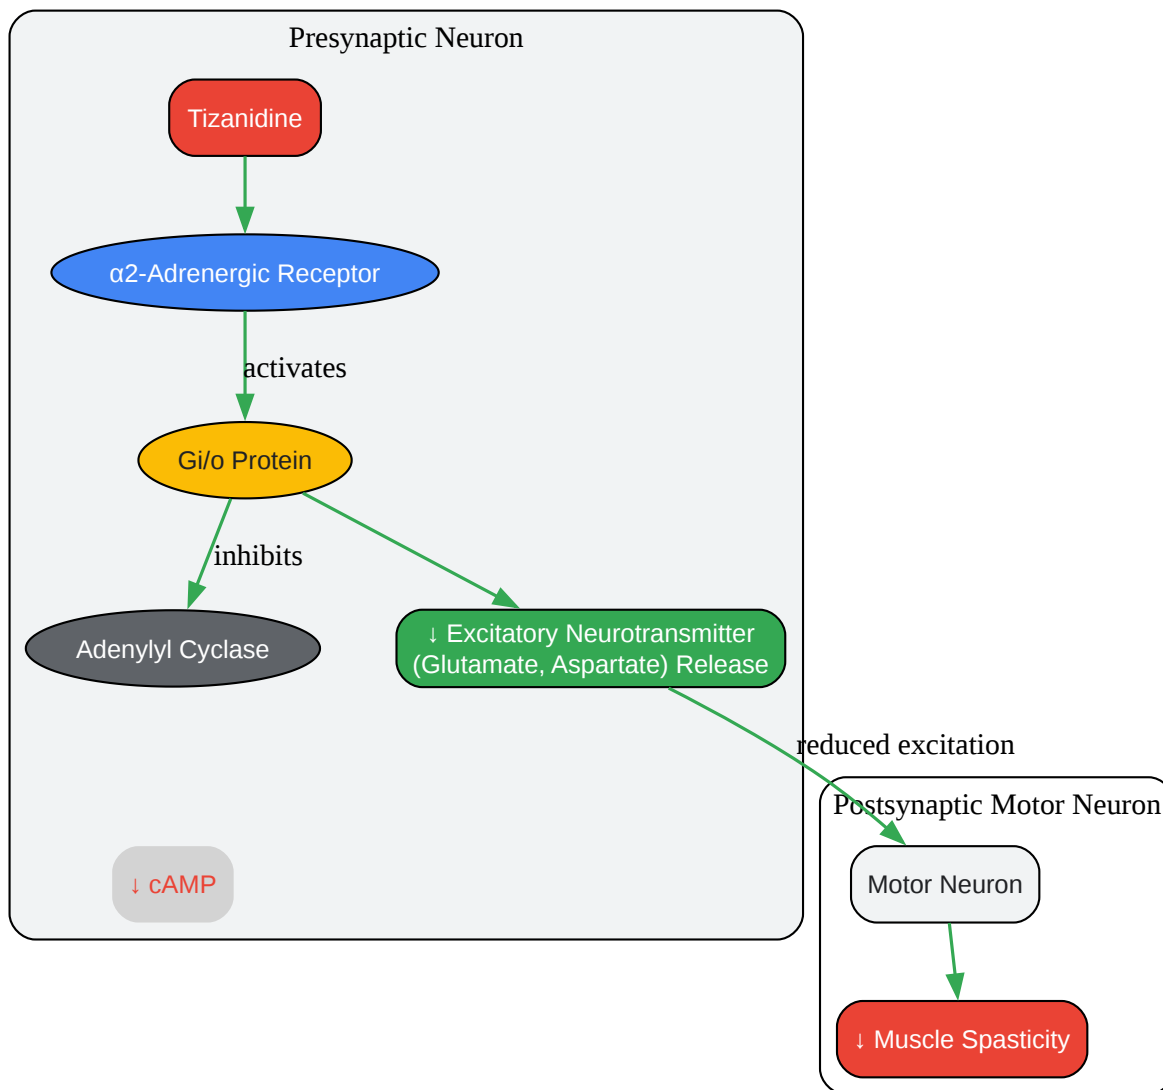 Presynaptic Neuron
Tizanidine
α2-Adrenergic Receptor
activates
Gi/o Protein
inhibits
Adenylyl Cyclase
↓ Excitatory Neurotransmitter
(Glutamate, Aspartate) Release
reduced excitation
Postsynaptic Motor Neuron
↓ cAMP
Motor Neuron
↓ Muscle Spasticity